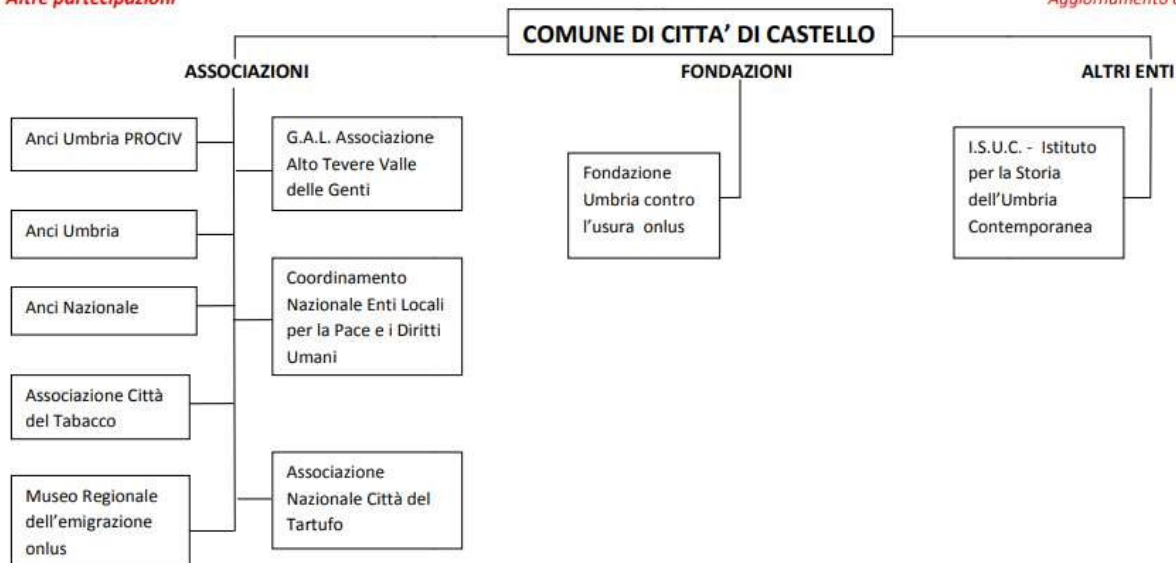 Altre partecipazioni
Aggiornamento
COMUNE DI CITTA’ DI CASTELLO
ASSOCIAZIONI
FONDAZIONI
ALTRI ENTI
Anci Umbria PROCIV
Anci Umbria
Anci Nazionale
Associazione Città
del Tabacco
Museo Regionale
dell’emigrazione
onlus
G.A.L. Associazione
Alto Tevere Valle
delle Genti
Coordinamento
Nazionale Enti Locali
per la Pace e i Diritti
Umani
Associazione
Nazionale Città del
Tartufo
Fondazione
Umbria contro
l’usura onlus
I.S.U.C. - Istituto
per la Storia
dell’Umbria
Contemporanea